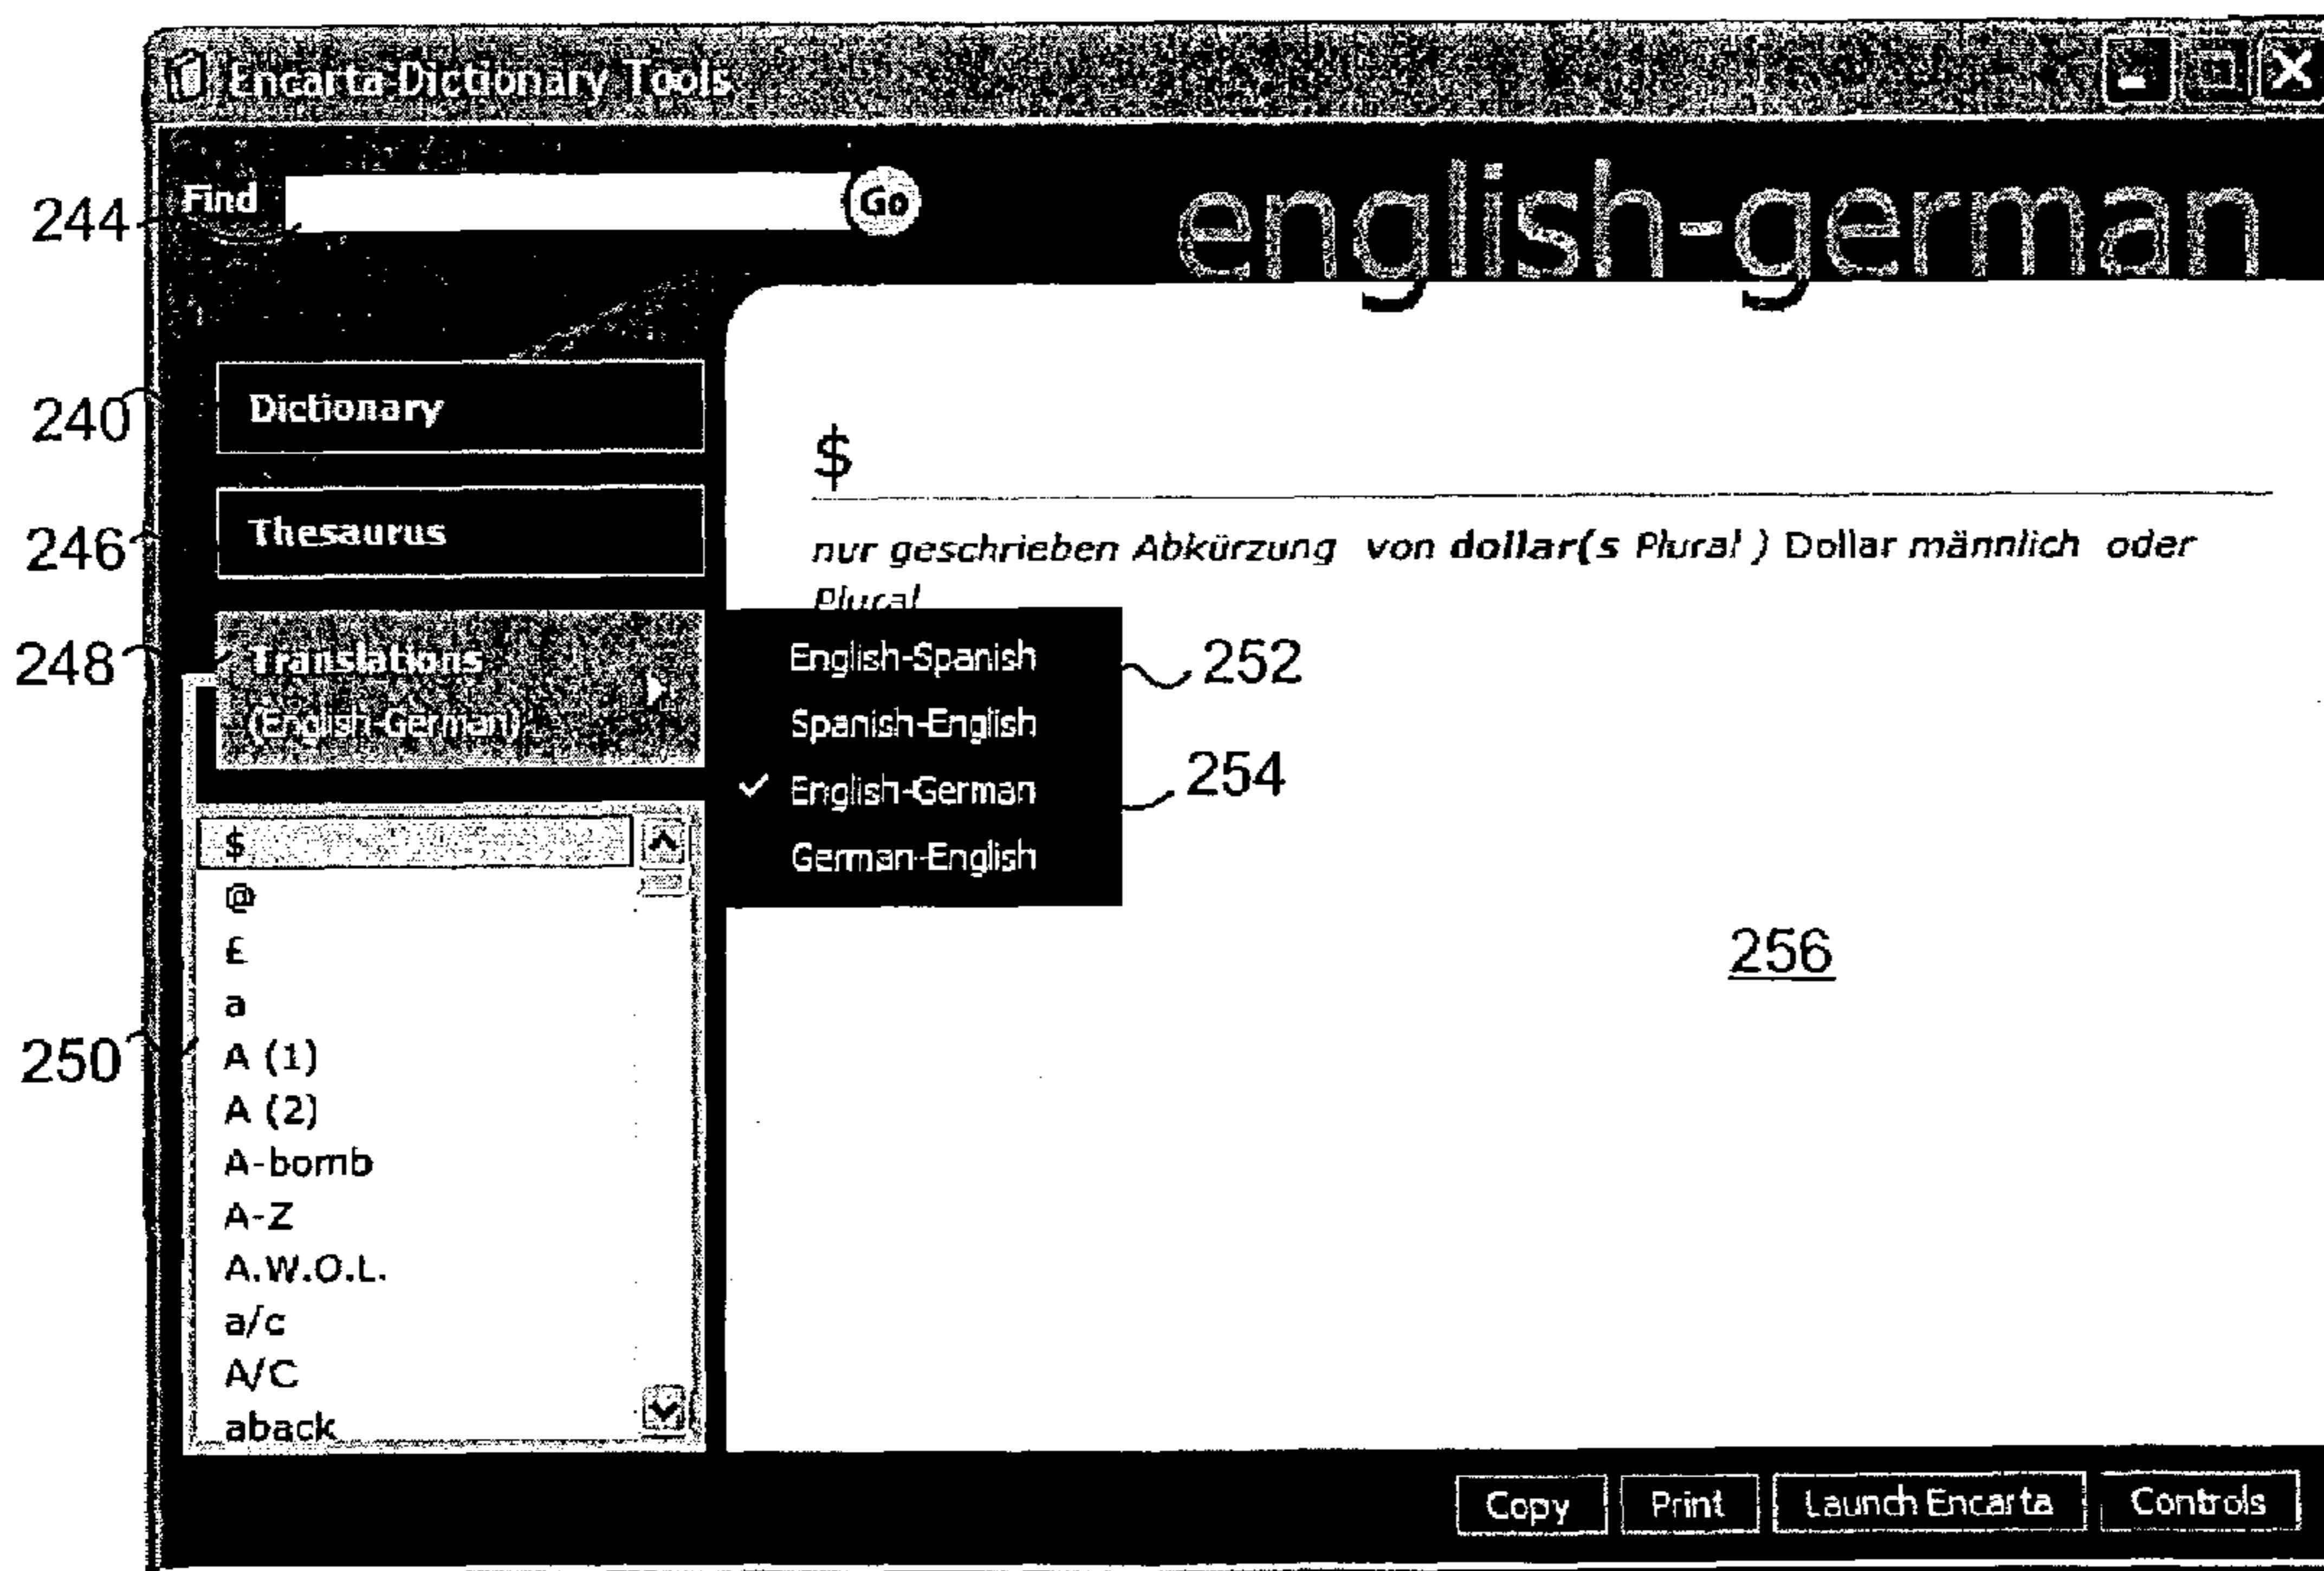 Encarta Dictionary Tools
244 Find Go
english-german
240 Dictionary
246 Thesaurus
248 Translations
(English-German)
$
nur geschrieben Abkürzung von dollar(s Plural ) Dollar männlich oder
Plural
English-Spanish 252
Spanish-English
English-German 254
German-English
256
250
$
@
£
a
A (1)
A (2)
A-bomb
A-Z
A.W.O.L.
a/c
A/C
aback
Copy Print Launch Encarta Controls